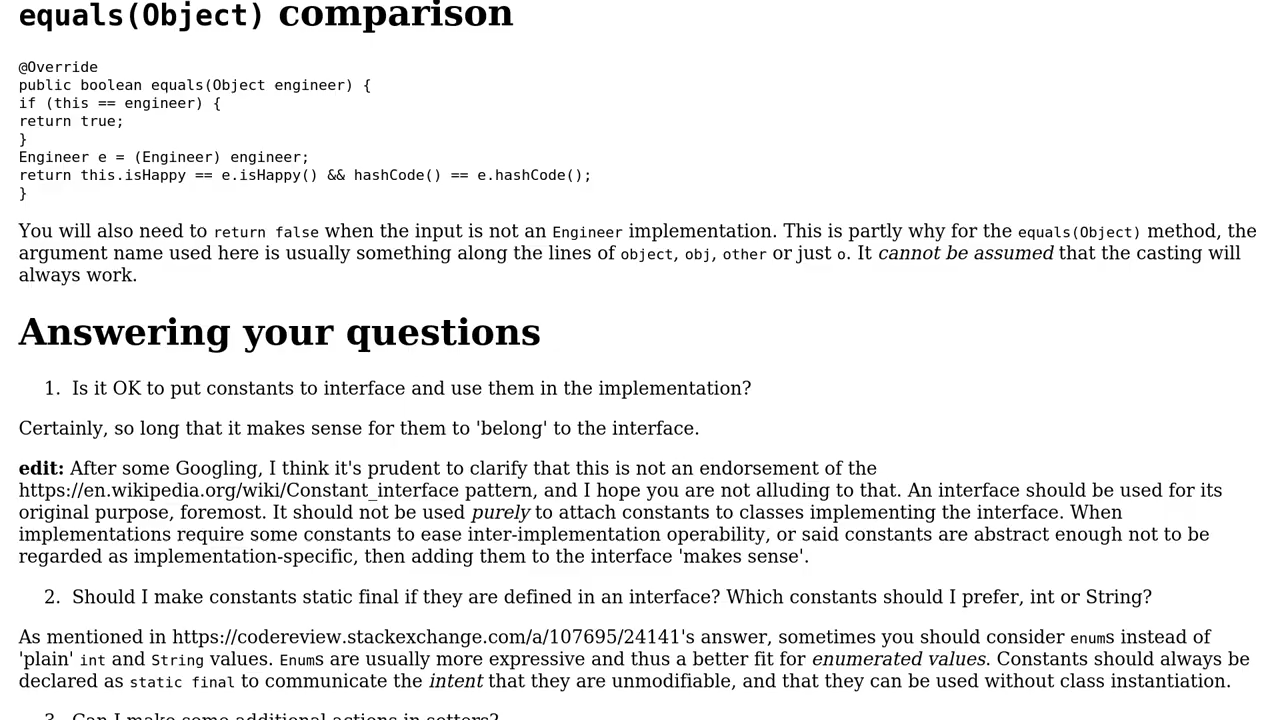 equals(Object) comparison
@Override
public boolean equals(Object engineer) {
if (this == engineer) {
return true;
}
Engineer e = (Engineer) engineer;
return this.isHappy == e.isHappy() && hashCode() == e.hashCode();
}
You will also need to return false when the input is not an Engineer implementation. This is partly why for the equals(Object) method, the
argument name used here is usually something along the lines of object, obj, other or just o. It cannot be assumed that the casting will
always work.
Answering your questions
1. Is it OK to put constants to interface and use them in the implementation?
Certainly, so long that it makes sense for them to 'belong' to the interface.
edit: After some Googling, I think it's prudent to clarify that this is not an endorsement of the
https://en.wikipedia.org/wiki/Constant_interface pattern, and I hope you are not alluding to that. An interface should be used for its
original purpose, foremost. It should not be used purely to attach constants to classes implementing the interface. When
implementations require some constants to ease inter-implementation operability, or said constants are abstract enough not to be
regarded as implementation-specific, then adding them to the interface 'makes sense'.
2. Should I make constants static final if they are defined in an interface? Which constants should I prefer, int or String?
As mentioned in https://codereview.stackexchange.com/a/107695/24141's answer, sometimes you should consider enums instead of
'plain' int and String values. Enums are usually more expressive and thus a better fit for enumerated values. Constants should always be
declared as static final to communicate the intent that they are unmodifiable, and that they can be used without class instantiation.
3. Can I make some additional actions in setters?